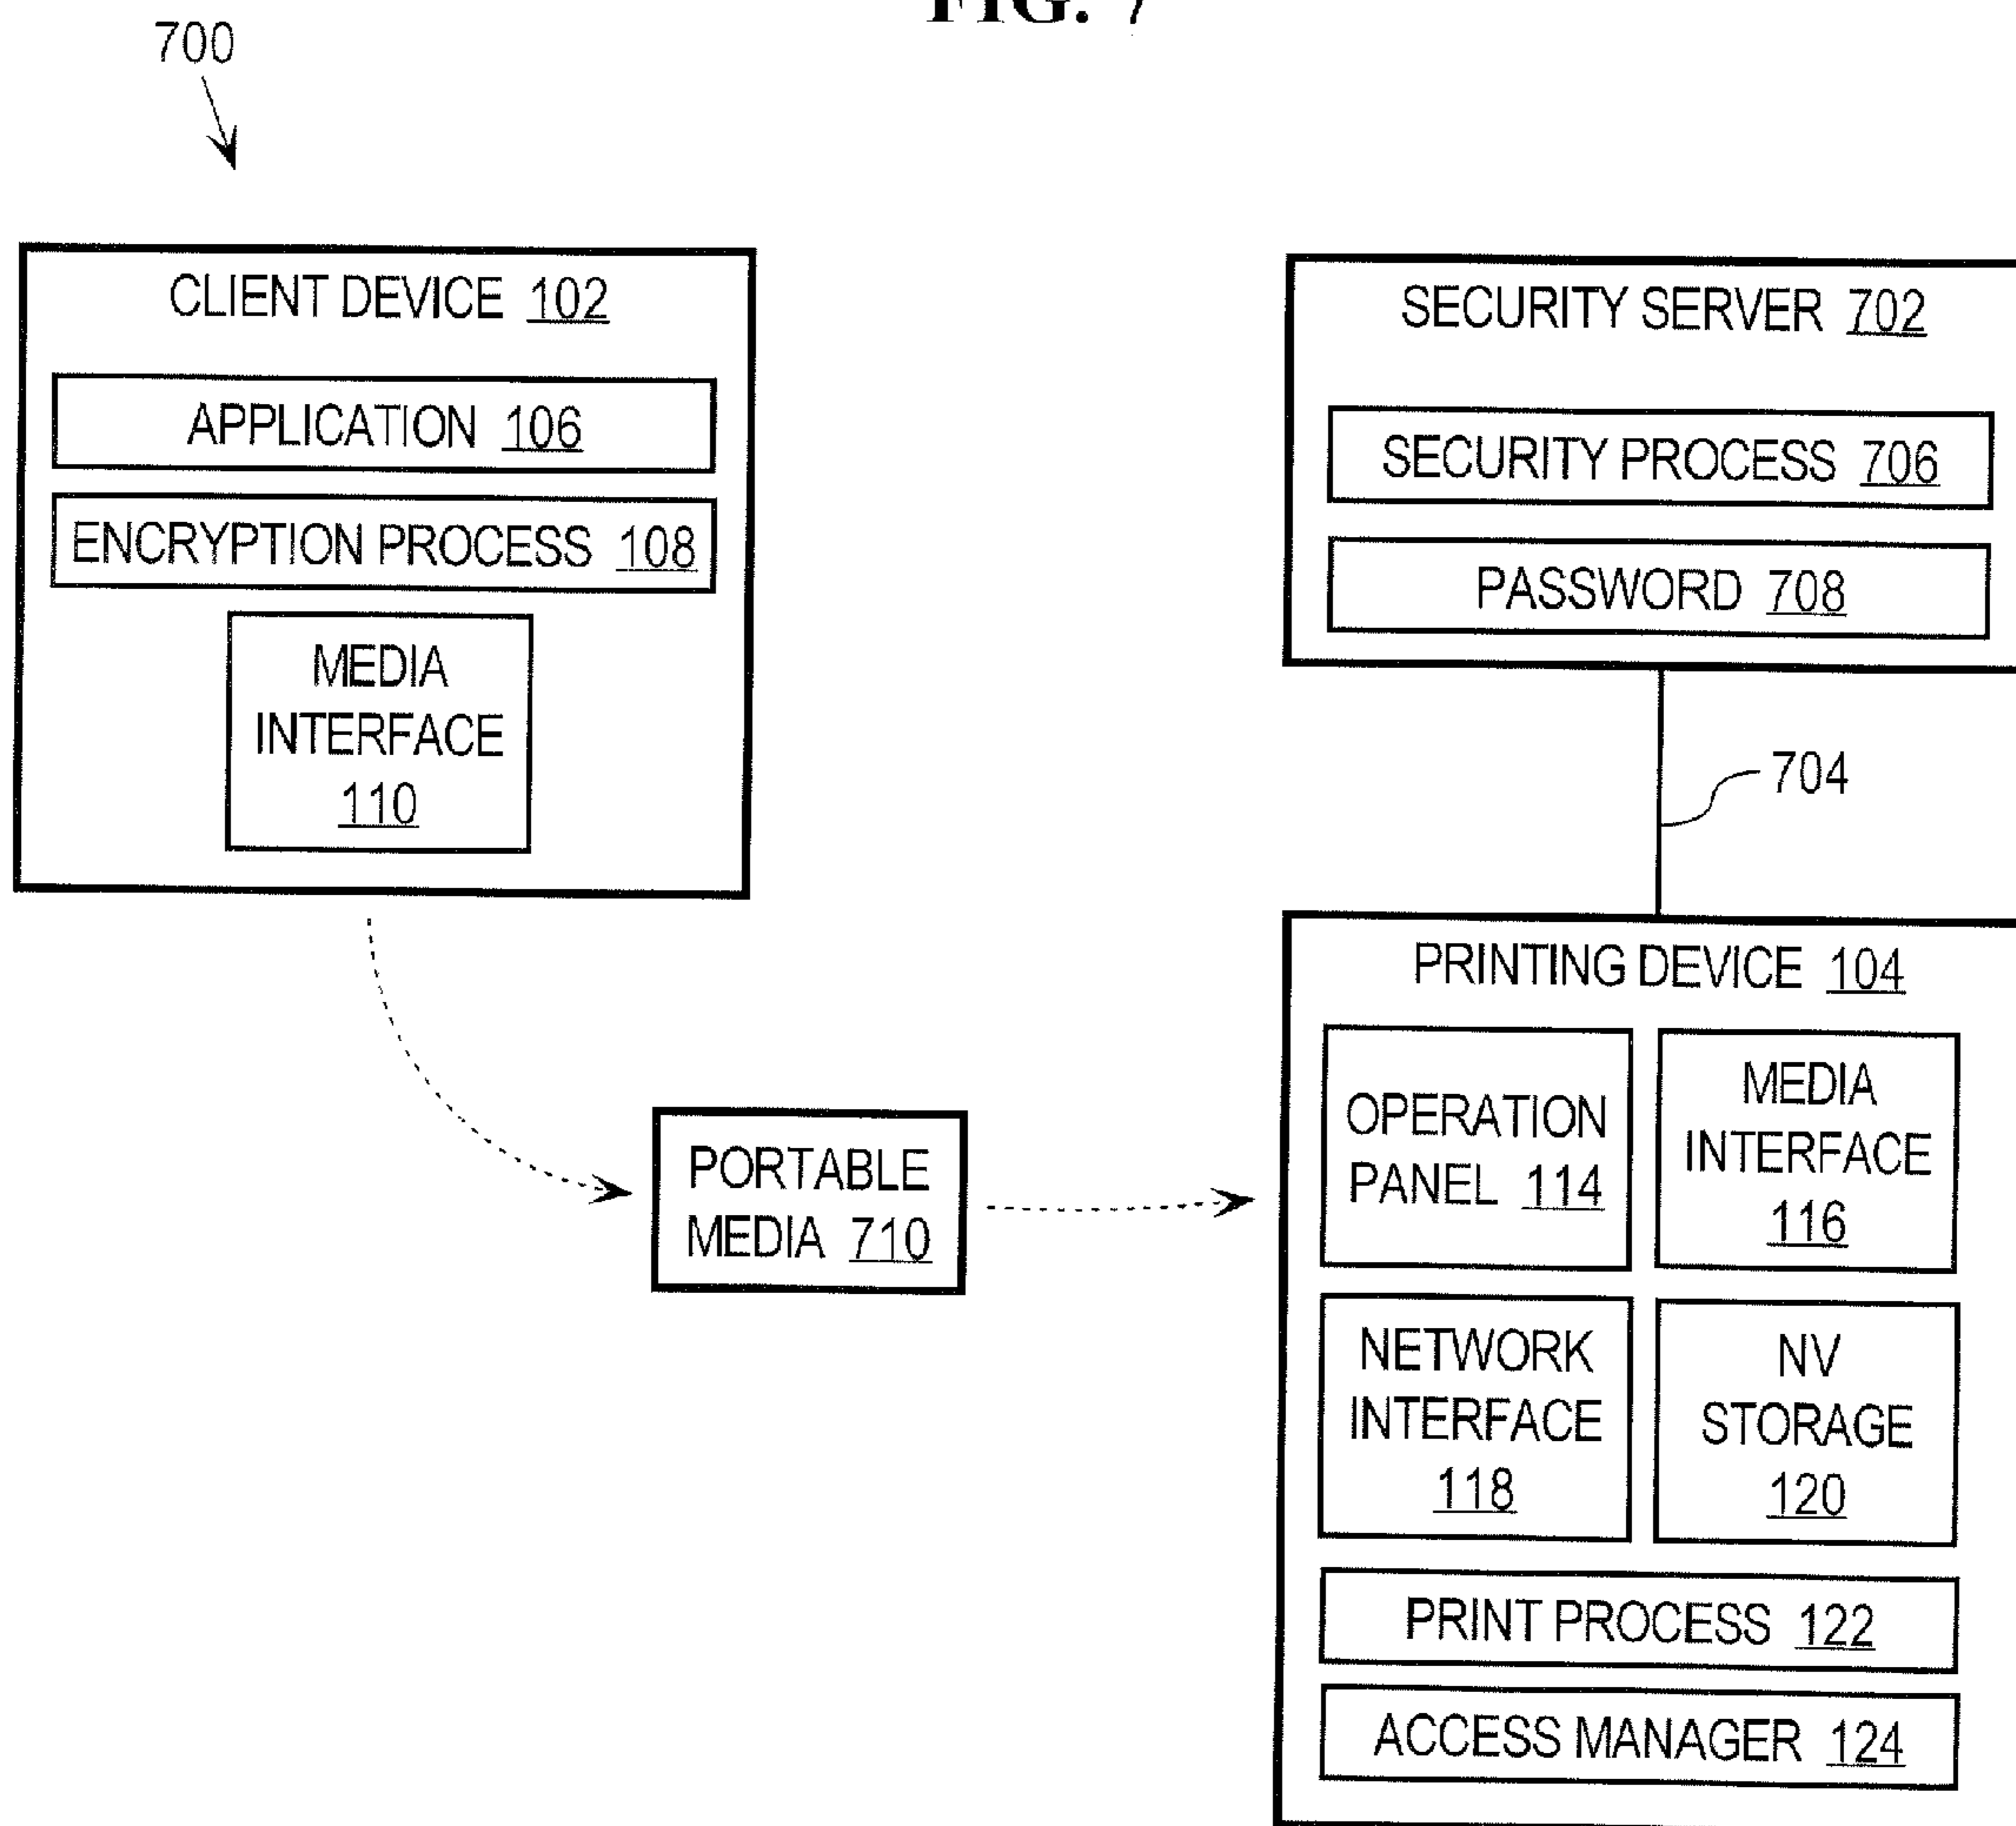 FIG. 7
700
CLIENT DEVICE 102
APPLICATION 106
ENCRYPTION PROCESS 108
MEDIA
INTERFACE
110
SECURITY SERVER 702
SECURITY PROCESS 706
PASSWORD 708
704
PORTABLE
MEDIA 710
PRINTING DEVICE 104
OPERATION
PANEL 114
MEDIA
INTERFACE
116
NETWORK
INTERFACE
118
NV
STORAGE
120
PRINT PROCESS 122
ACCESS MANAGER 124